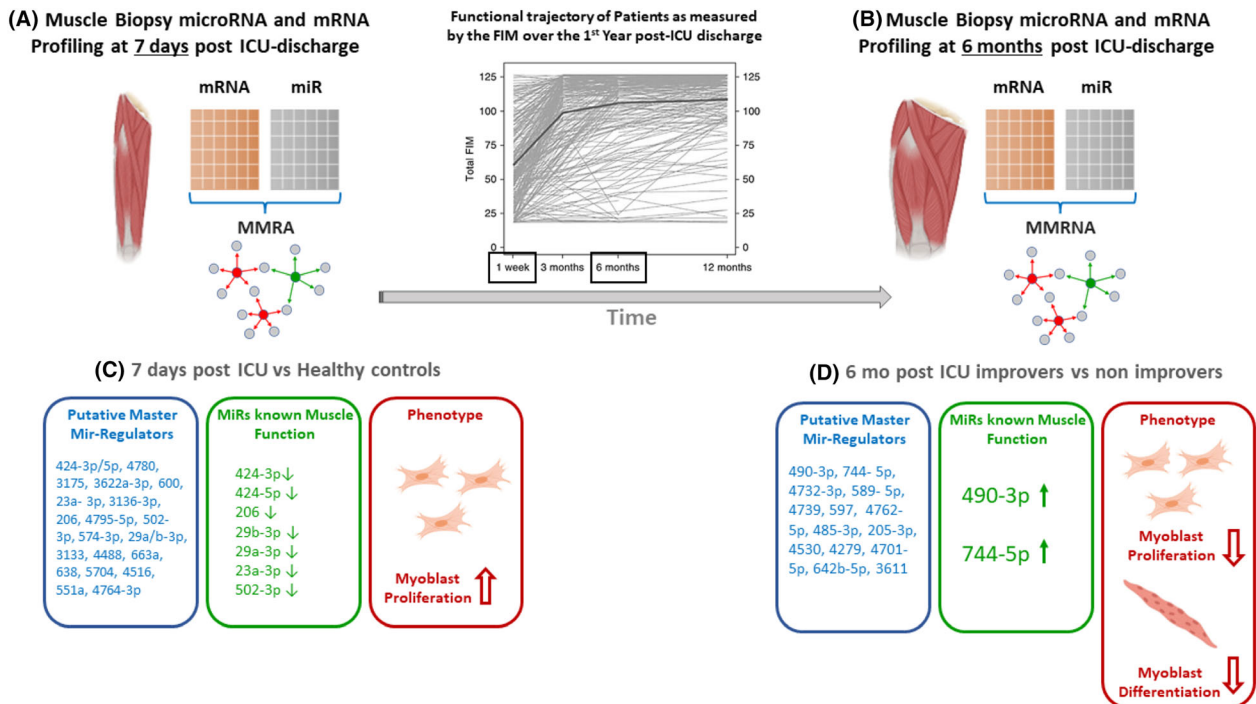 (A) Muscle Biopsy microRNA and mRNA
Profiling at 7 days post ICU-discharge
mRNA
miR
MMRA
Functional trajectory of Patients as measured
by the FIM over the 1st Year post-ICU discharge
125
100
75
50
25
0
Total FIM
125
100
75
50
25
0
1 week
3 months
6 months
12 months
Time
(B) Muscle Biopsy microRNA and mRNA
Profiling at 6 months post ICU-discharge
mRNA
miR
MMRNA
(C) 7 days post ICU vs Healthy controls
Putative Master
Mir-Regulators
424-3p/5p, 4780,
3175, 3622a-3p, 600,
23a- 3p, 3136-3p,
206, 4795-5p, 502-
3p, 574-3p, 29a/b-3p,
3133, 4488, 663a,
638, 5704, 4516,
551a, 4764-3p
MiRs known Muscle
Function
424-3p↓
424-5p ↓
206 ↓
29b-3p ↓
29a-3p ↓
23a-3p ↓
502-3p ↓
Phenotype
Myoblast
Proliferation
(D) 6 mo post ICU improvers vs non improvers
Putative Master
Mir-Regulators
490-3p, 744- 5p,
4732-3p, 589- 5p,
4739, 597, 4762-
5p, 485-3p, 205-3p,
4530, 4279, 4701-
5p, 642b-5p, 3611
MiRs known Muscle
Function
490-3p ↑
744-5p ↑
Phenotype
Myoblast
Proliferation
Myoblast
Differentiation